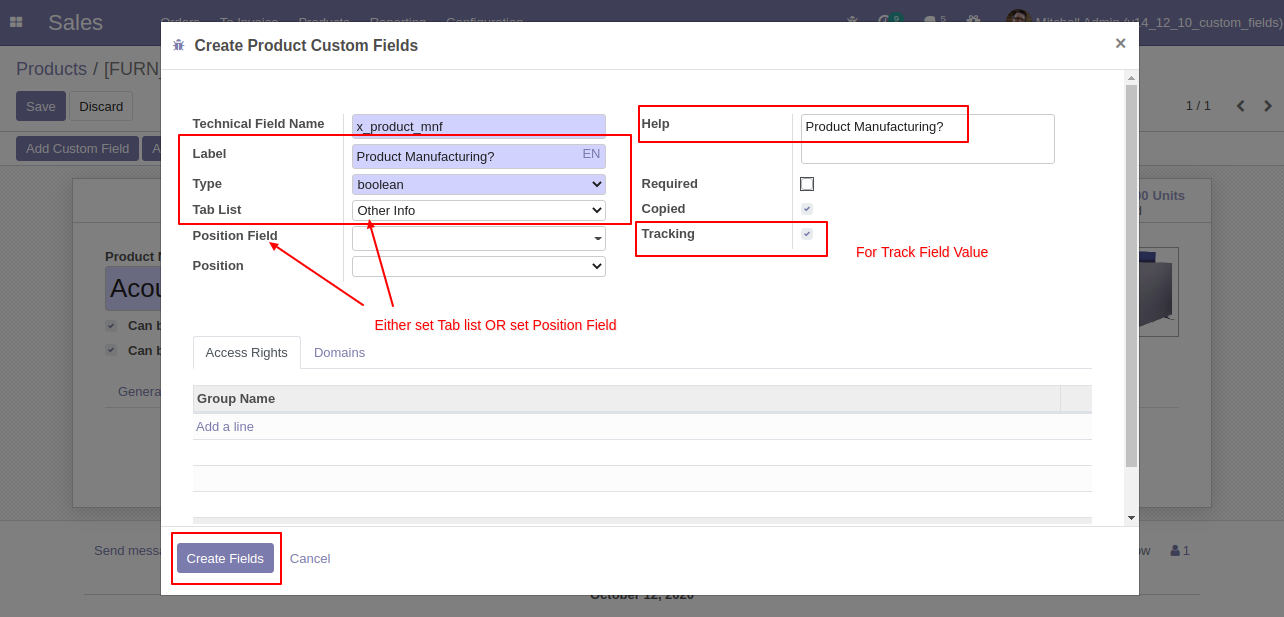 Sales
Orders To Invoice Products Reporting Configuration
9
5
Mitchell Admin (v14_12_10_custom_fields)
Create Product Custom Fields
×
Products / [FURN_
Save
Discard
1 / 1
Add Custom Field
A
Technical Field Name
x_product_mnf
Label
Product Manufacturing?
EN
Type
boolean
Tab List
Other Info
Position Field
Position
Help
Product Manufacturing?
Required
Copied
Tracking
For Track Field Value
Either set Tab list OR set Position Field
Units
Product
Acou
Can b
Can b
Genera
Access Rights
Domains
Group Name
Add a line
Create Fields
Cancel
Send messa
ow
1
October 12, 2020